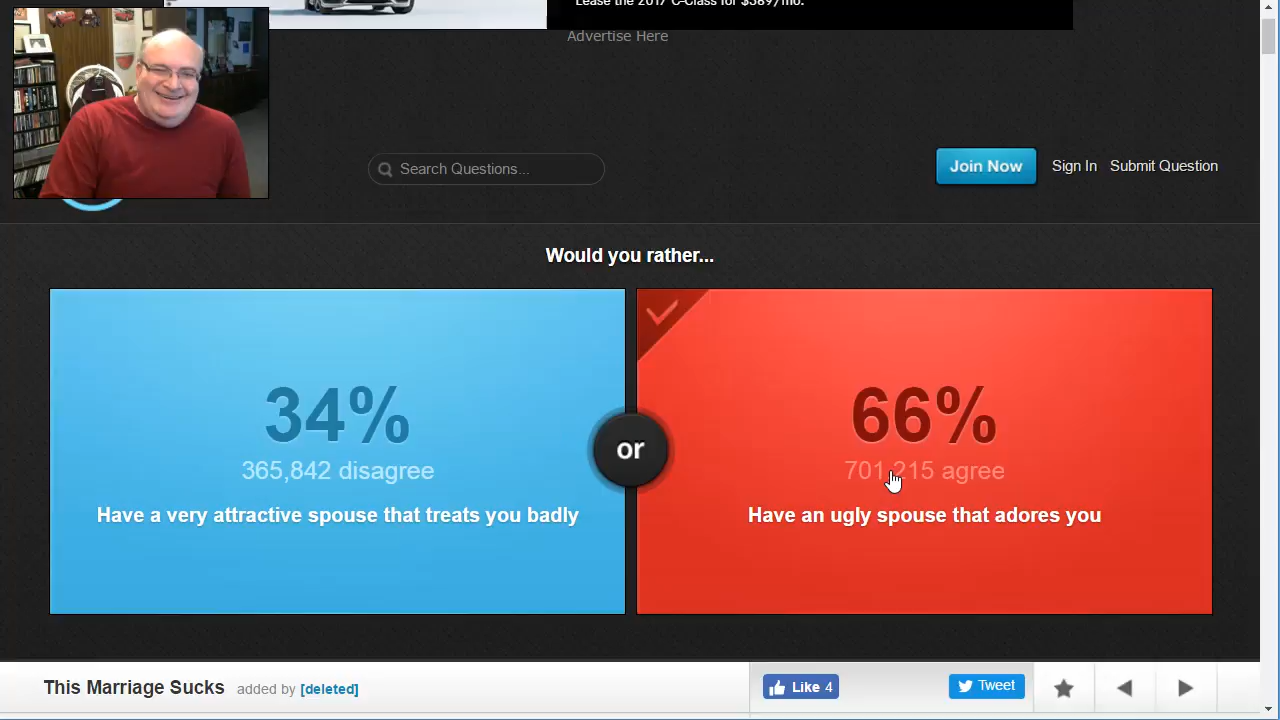 Lease the 2017 C-Class for $389/mo.
Advertise Here
Search Questions...
Join Now
Sign In
Submit Question
Would you rather...
34%
365,842 disagree
Have a very attractive spouse that treats you badly
or
66%
701,215 agree
Have an ugly spouse that adores you
This Marriage Sucks added by [deleted]
Like 4
Tweet